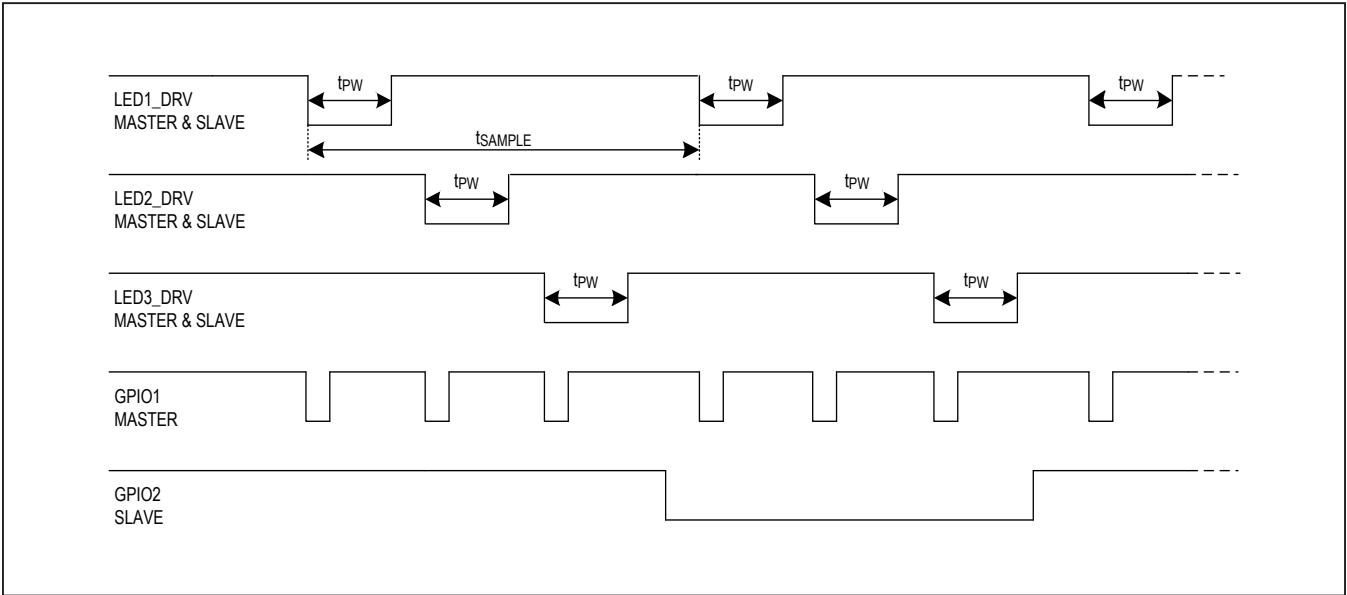 tPW
tPW
tPW
LED1_DRV
MASTER & SLAVE
tSAMPLE
tPW
tPW
LED2_DRV
MASTER & SLAVE
tPW
tPW
LED3_DRV
MASTER & SLAVE
GPIO1
MASTER
GPIO2
SLAVE